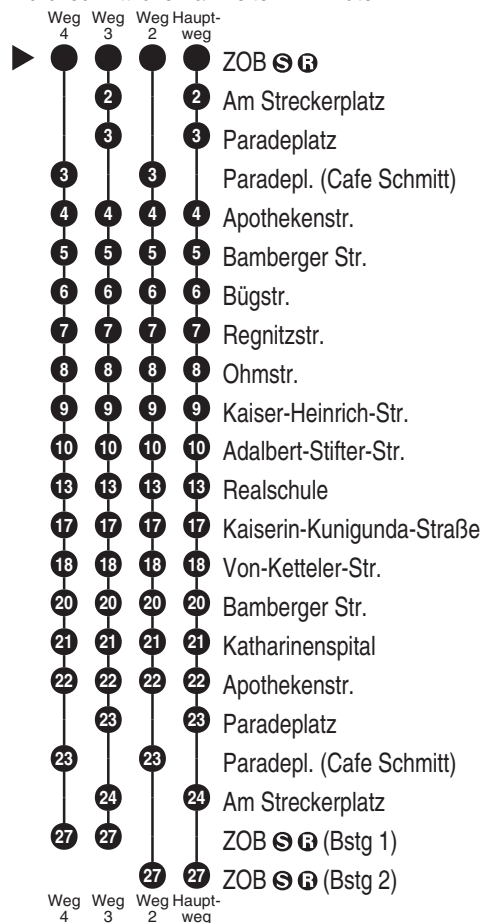 Weg Weg Weg Haupt-
4 3 2 weg
ZOB S R
2 2 Am Streckerplatz
3 3 Paradeplatz
3 3 Paradepl. (Cafe Schmitt)
4 4 4 4 Apothekenstr.
5 5 5 5 Bamberger Str.
6 6 6 6 Bügstr.
7 7 7 7 Regnitzstr.
8 8 8 8 Ohmstr.
9 9 9 9 Kaiser-Heinrich-Str.
10 10 10 10 Adalbert-Stifter-Str.
13 13 13 13 Realschule
17 17 17 17 Kaiserin-Kunigunda-Straße
18 18 18 18 Von-Ketteler-Str.
20 20 20 20 Bamberger Str.
21 21 21 21 Katharinenspital
22 22 22 22 Apothekenstr.
23 23 Paradeplatz
23 23 Paradepl. (Cafe Schmitt)
24 24 Am Streckerplatz
27 27 ZOB S R (Bstg 1)
27 27 ZOB S R (Bstg 2)
Weg Weg Weg Haupt-
4 3 2 weg